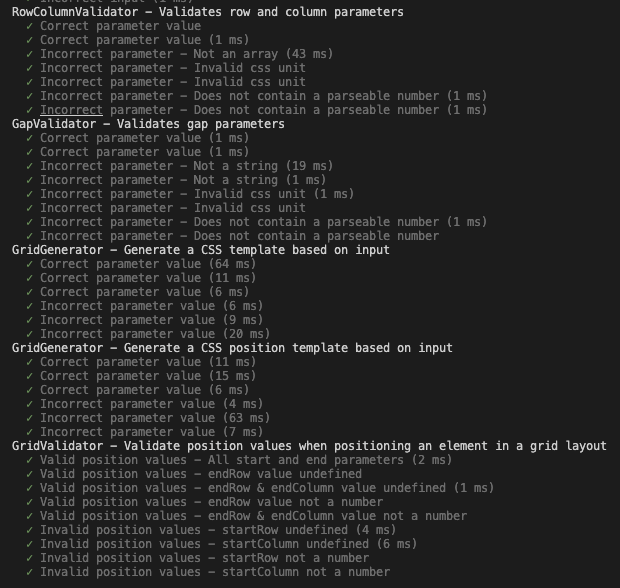 Incorrect input (1 ms)
RowColumnValidator – Validates row and column parameters
✓ Correct parameter value
✓ Correct parameter value (1 ms)
✓ Incorrect parameter – Not an array (43 ms)
✓ Incorrect parameter – Invalid css unit
✓ Incorrect parameter – Invalid css unit
✓ Incorrect parameter – Does not contain a parseable number (1 ms)
✓ Incorrect parameter – Does not contain a parseable number (1 ms)
GapValidator – Validates gap parameters
✓ Correct parameter value (1 ms)
✓ Correct parameter value (1 ms)
✓ Incorrect parameter – Not a string (19 ms)
✓ Incorrect parameter – Not a string (1 ms)
✓ Incorrect parameter – Invalid css unit (1 ms)
✓ Incorrect parameter – Invalid css unit
✓ Incorrect parameter – Does not contain a parseable number (1 ms)
✓ Incorrect parameter – Does not contain a parseable number
GridGenerator – Generate a CSS template based on input
✓ Correct parameter value (64 ms)
✓ Correct parameter value (11 ms)
✓ Correct parameter value (6 ms)
✓ Incorrect parameter value (6 ms)
✓ Incorrect parameter value (9 ms)
✓ Incorrect parameter value (20 ms)
GridGenerator – Generate a CSS position template based on input
✓ Correct parameter value (11 ms)
✓ Correct parameter value (15 ms)
✓ Correct parameter value (6 ms)
✓ Incorrect parameter value (4 ms)
✓ Incorrect parameter value (63 ms)
✓ Incorrect parameter value (7 ms)
GridValidator – Validate position values when positioning an element in a grid layout
✓ Valid position values – All start and end parameters (2 ms)
✓ Valid position values – endRow value undefined
✓ Valid position values – endRow & endColumn value undefined (1 ms)
✓ Valid position values – endRow value not a number
✓ Valid position values – endRow & endColumn value not a number
✓ Invalid position values – startRow undefined (4 ms)
✓ Invalid position values – startColumn undefined (6 ms)
✓ Invalid position values – startRow not a number
✓ Invalid position values – startColumn not a number